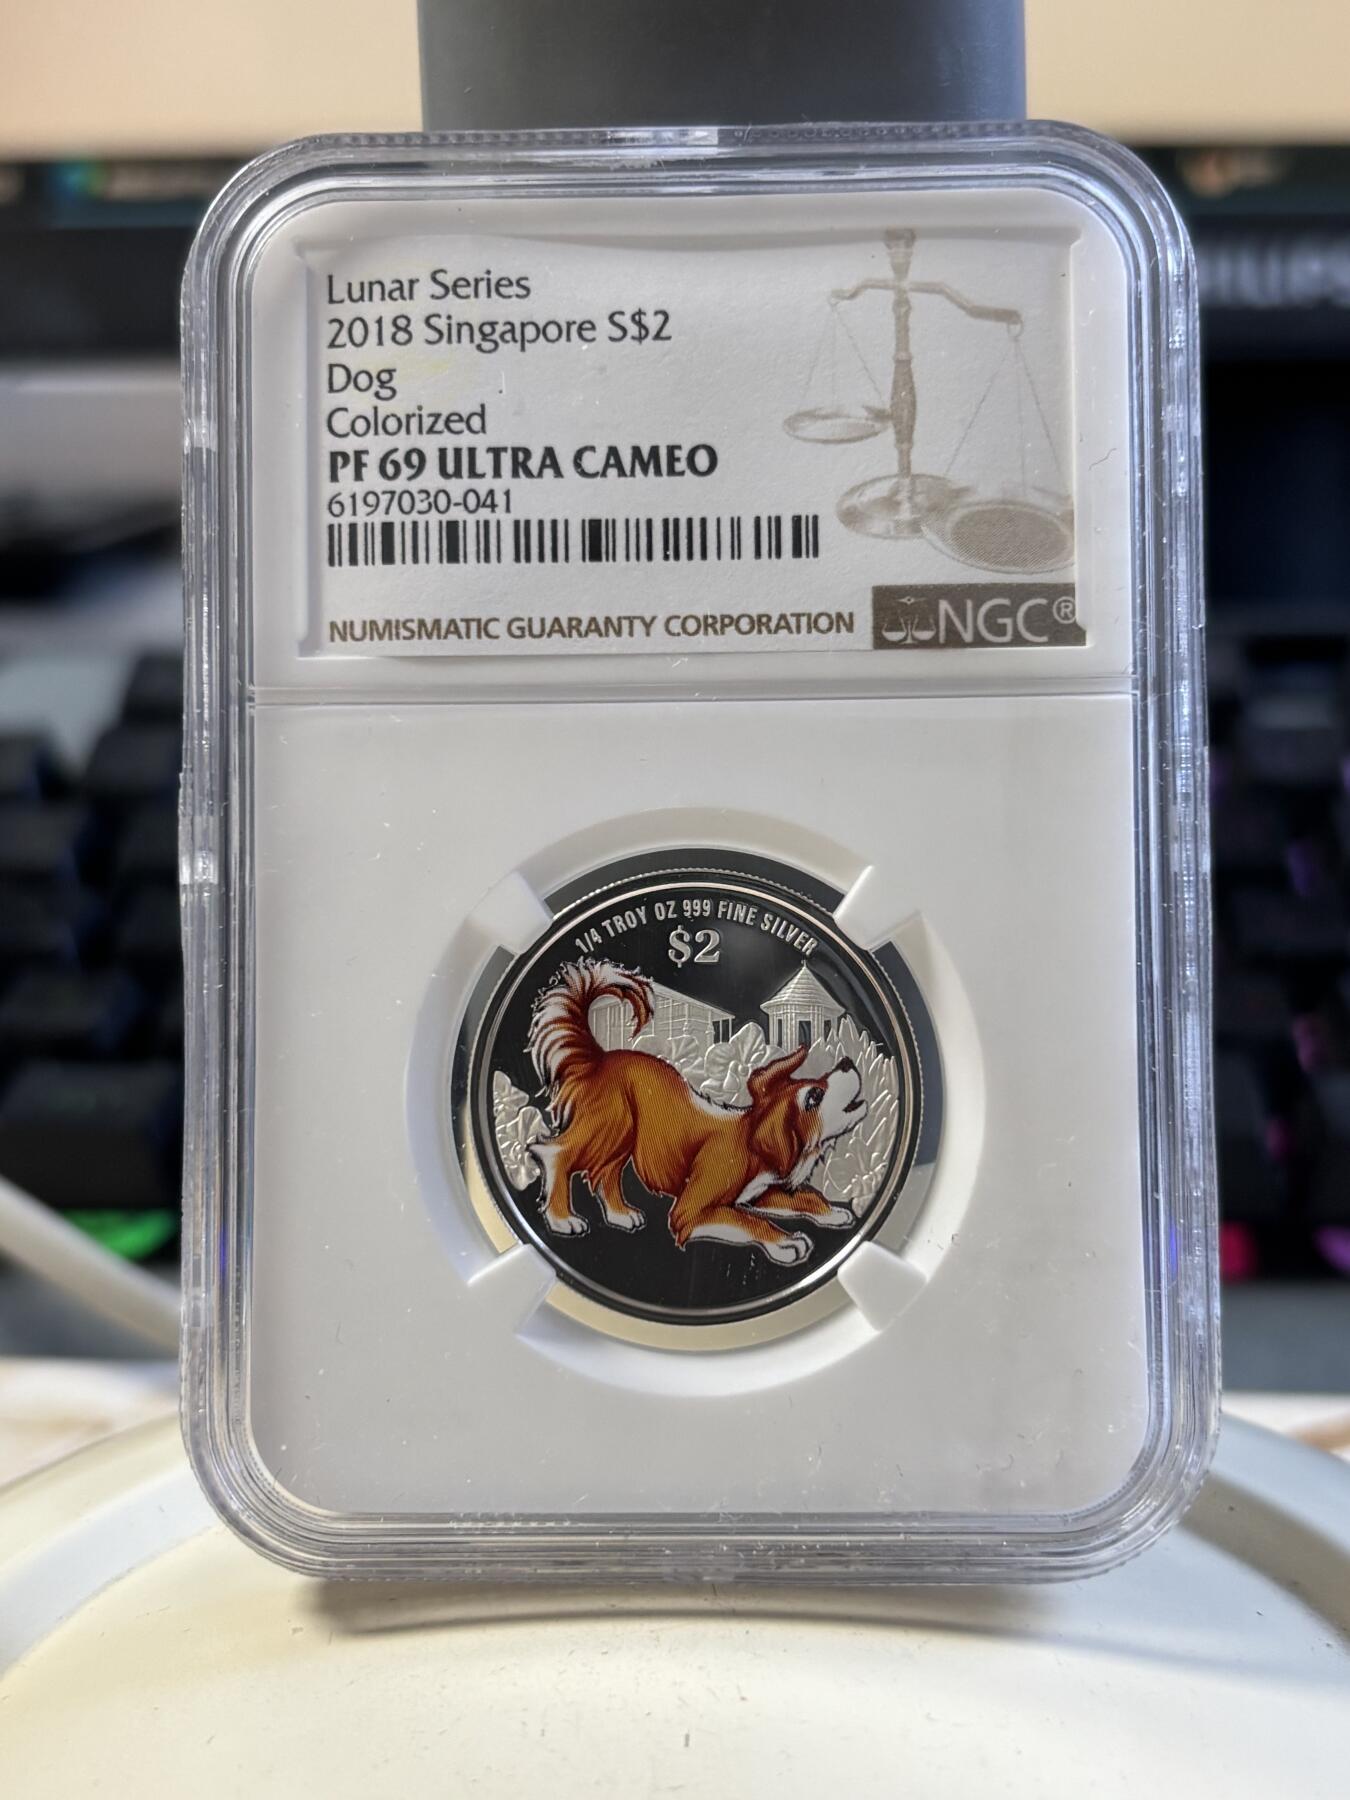 Lunar Series
2018 Singapore S$2
Dog
Colorized
PF 69 ULTRA CAMEO
6197030-041
NUMISMATIC GUARANTY CORPORATION
NGC®
1/4 TROY OZ 999 FINE SILVER
$2